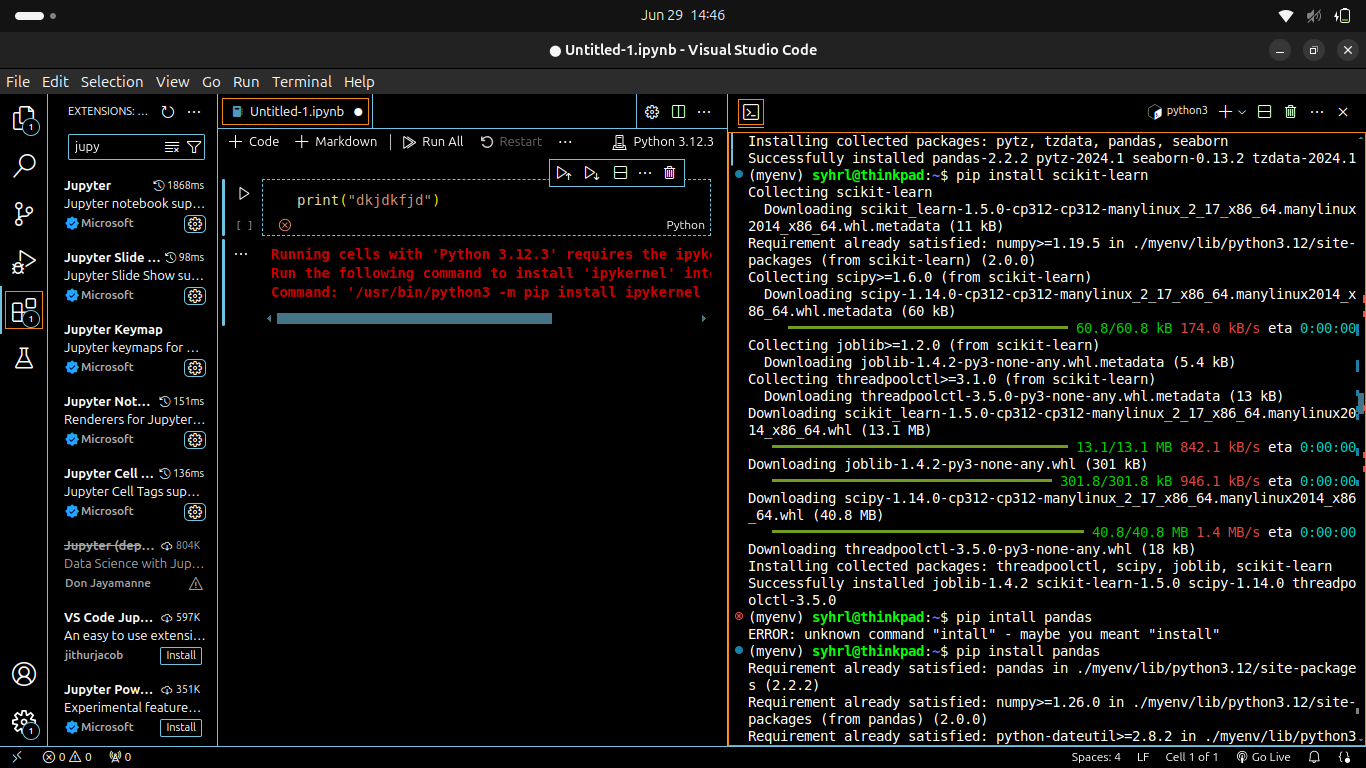 Jun 29 14:46
Untitled-1.ipynb - Visual Studio Code
File Edit Selection View Go Run Terminal Help
EXTENSIONS: ...
jupy
Jupyter 1868ms
Jupyter notebook sup...
Microsoft
Jupyter Slide ... 98ms
Jupyter Slide Show su...
Microsoft
Jupyter Keymap
Jupyter keymaps for ...
Microsoft
Jupyter Not... 151ms
Renderers for Jupyter...
Microsoft
Jupyter Cell ... 136ms
Jupyter Cell Tags sup...
Microsoft
Jupyter (dep... 804K
Data Science with Jup...
Don Jayamanne
VS Code Jup... 597K
An easy to use extensi...
jithurjacob Install
Jupyter Pow... 351K
Experimental feature...
Microsoft Install
1
1
1
Untitled-1.ipynb
Code Markdown Run All Restart ... Python 3.12.3
print("dkjdkfjd")
[ ] Python
Running cells with 'Python 3.12.3' requires the ipyke
Run the following command to install 'ipykernel' int
Command: '/usr/bin/python3 -m pip install ipykernel
python3
Installing collected packages: pytz, tzdata, pandas, seaborn
Successfully installed pandas-2.2.2 pytz-2024.1 seaborn-0.13.2 tzdata-2024.1
(myenv) syhrl@thinkpad:~$ pip install scikit-learn
Collecting scikit-learn
Downloading scikit_learn-1.5.0-cp312-cp312-manylinux_2_17_x86_64.manylinux
2014_x86_64.whl.metadata (11 kB)
Requirement already satisfied: numpy>=1.19.5 in ./myenv/lib/python3.12/site-
packages (from scikit-learn) (2.0.0)
Collecting scipy>=1.6.0 (from scikit-learn)
Downloading scipy-1.14.0-cp312-cp312-manylinux_2_17_x86_64.manylinux2014_x
86_64.whl.metadata (60 kB)
60.8/60.8 kB 174.0 kB/s eta 0:00:00
Collecting joblib>=1.2.0 (from scikit-learn)
Downloading joblib-1.4.2-py3-none-any.whl.metadata (5.4 kB)
Collecting threadpoolctl>=3.1.0 (from scikit-learn)
Downloading threadpoolctl-3.5.0-py3-none-any.whl.metadata (13 kB)
Downloading scikit_learn-1.5.0-cp312-cp312-manylinux_2_17_x86_64.manylinux20
14_x86_64.whl (13.1 MB)
13.1/13.1 MB 842.1 kB/s eta 0:00:00
Downloading joblib-1.4.2-py3-none-any.whl (301 kB)
301.8/301.8 kB 946.1 kB/s eta 0:00:00
Downloading scipy-1.14.0-cp312-cp312-manylinux_2_17_x86_64.manylinux2014_x86
_64.whl (40.8 MB)
40.8/40.8 MB 1.4 MB/s eta 0:00:00
Downloading threadpoolctl-3.5.0-py3-none-any.whl (18 kB)
Installing collected packages: threadpoolctl, scipy, joblib, scikit-learn
Successfully installed joblib-1.4.2 scikit-learn-1.5.0 scipy-1.14.0 threadpo
olctl-3.5.0
(myenv) syhrl@thinkpad:~$ pip intall pandas
ERROR: unknown command "intall" - maybe you meant "install"
(myenv) syhrl@thinkpad:~$ pip install pandas
Requirement already satisfied: pandas in ./myenv/lib/python3.12/site-package
s (2.2.2)
Requirement already satisfied: numpy>=1.26.0 in ./myenv/lib/python3.12/site-
packages (from pandas) (2.0.0)
Requirement already satisfied: python-dateutil>=2.8.2 in ./myenv/lib/python3
0 0 0 Spaces: 4 LF Cell 1 of 1 Go Live